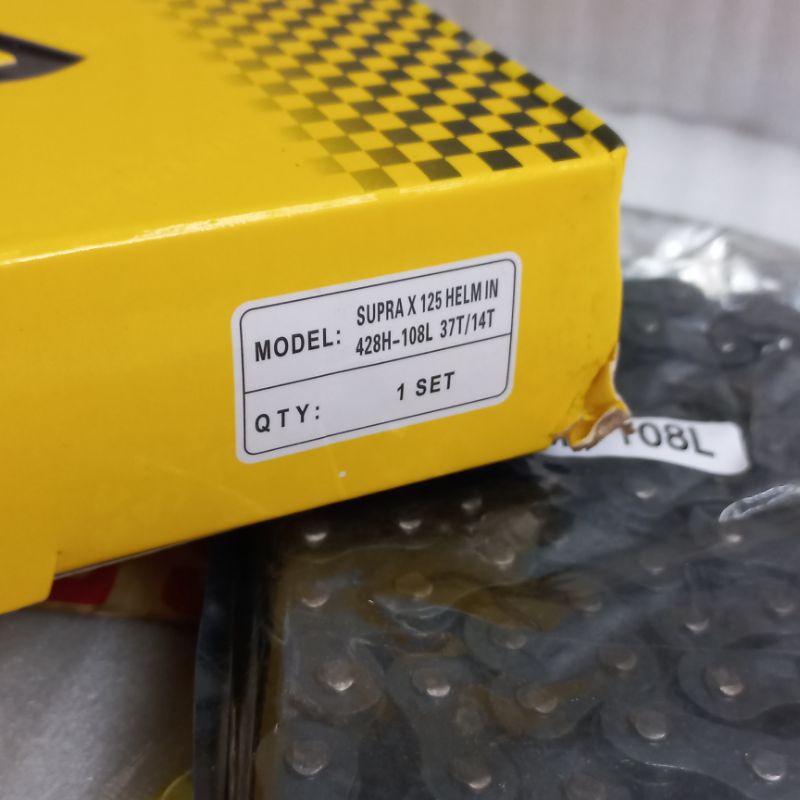 MODEL: SUPRA X 125 HELM IN
428H-108L 37T/14T
QTY: 1 SET
108L